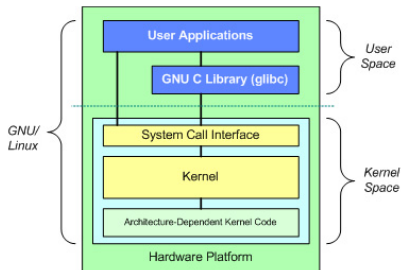 User Applications
GNU C Library (glibc)
User
Space
GNU/
Linux
System Call Interface
Kernel
Kernel
Space
Architecture-Dependent Kernel Code
Hardware Platform